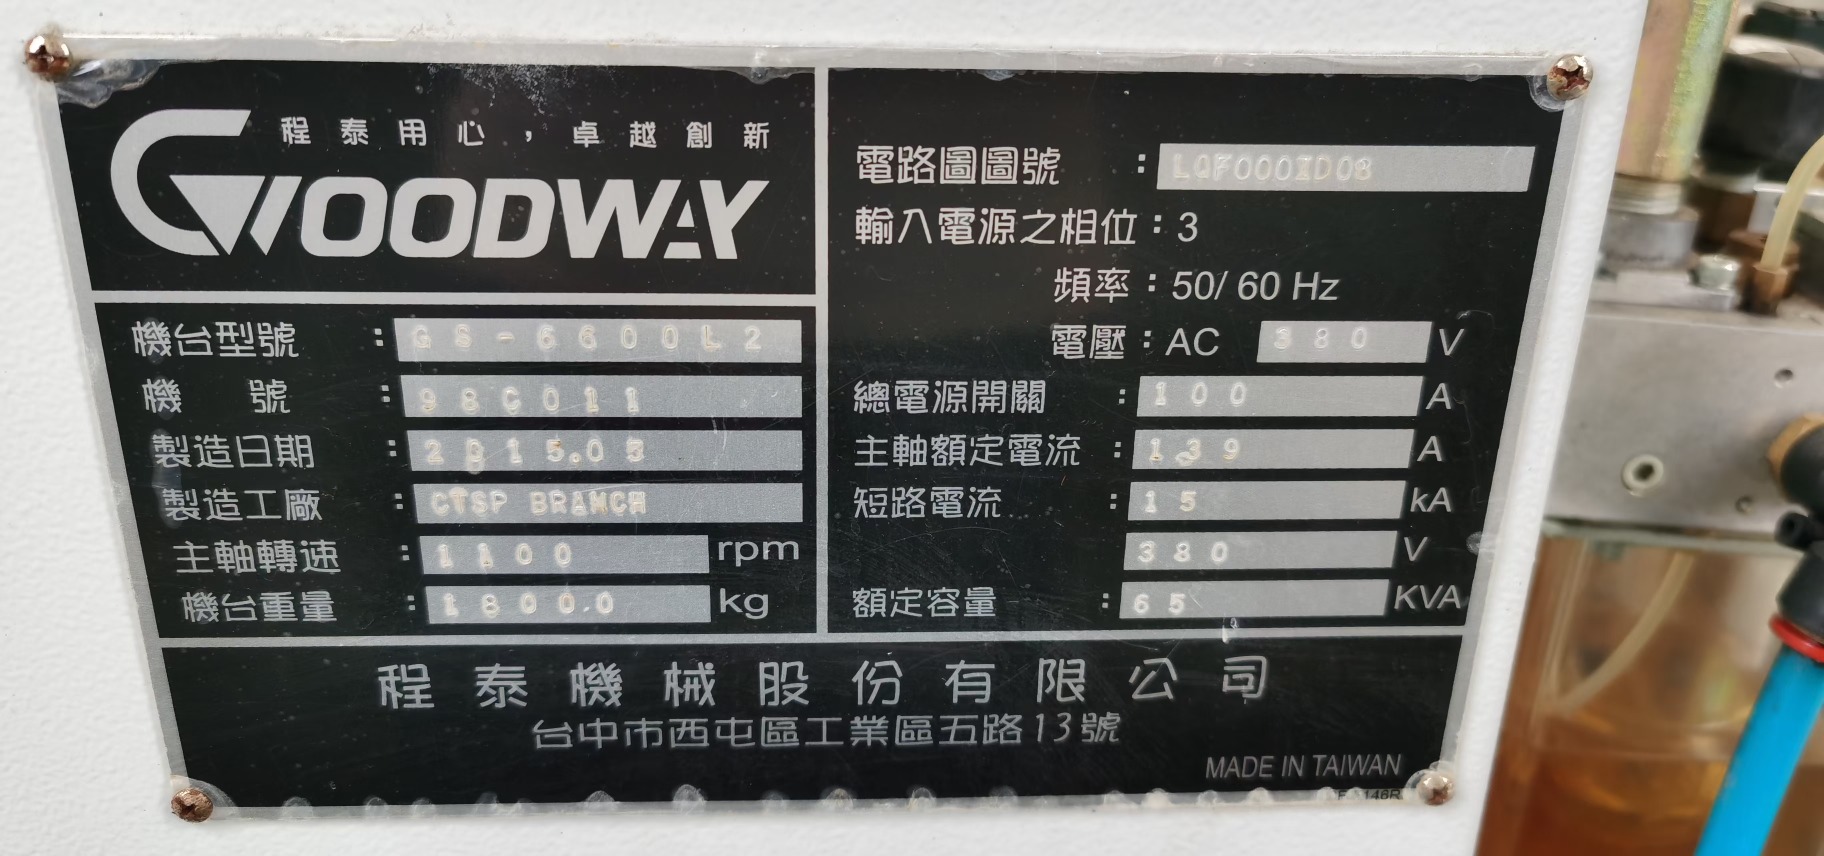 程泰用心，卓越創新
GOODWAY
機台型號：GS-6600L2
機 號：98C011
製造日期：2015.05
製造工廠：CTSP BRANCH
主軸轉速：1100 rpm
機台重量：18000 kg
電路圖圖號：
輸入電源之相位：3
頻率：50/ 60 Hz
電壓：AC 380 V
總電源開關：100 A
主軸額定電流：139 A
短路電流：15 kA
380 V
額定容量：65 KVA
程泰機械股份有限公司
台中市西屯區工業區五路13號
MADE IN TAIWAN